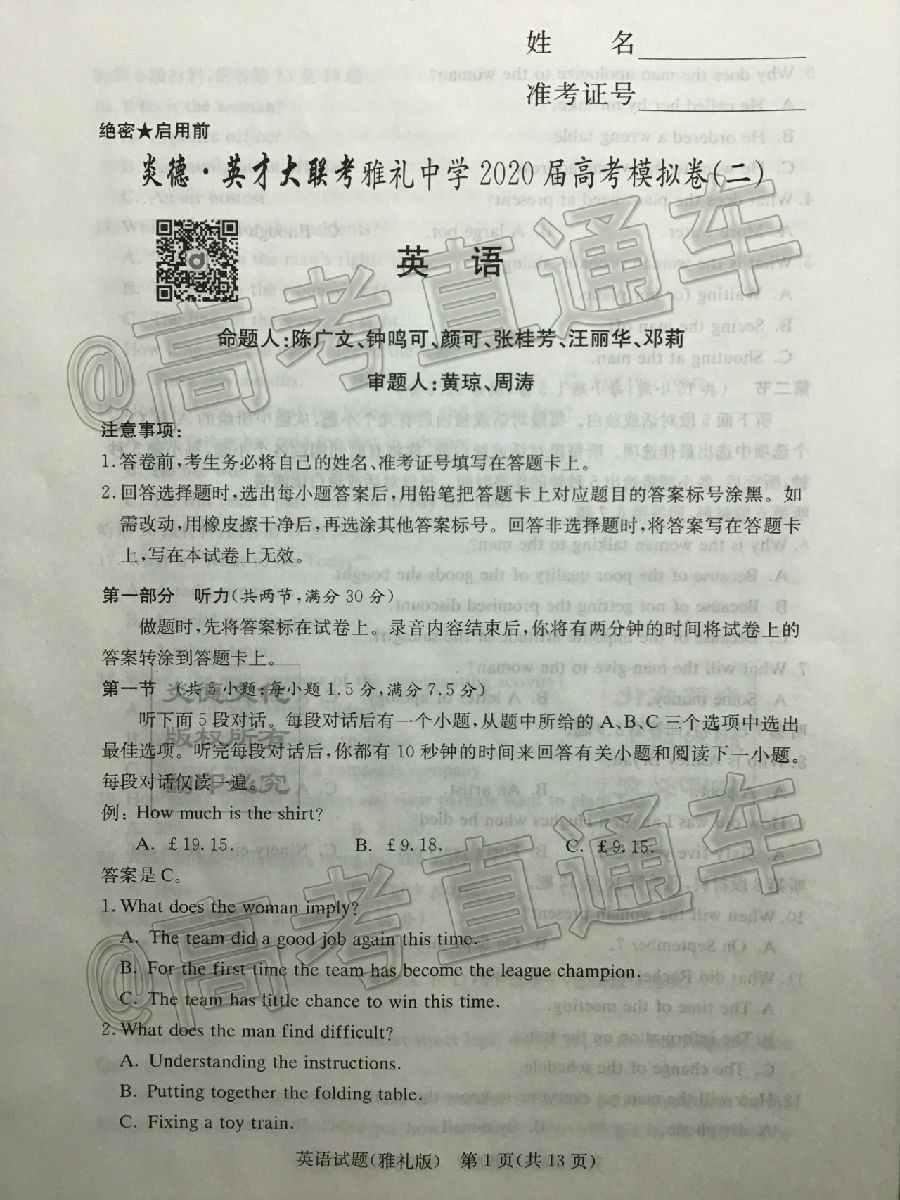 姓 名
准考证号
绝密★启用前
炎德·英才大联考雅礼中学2020届高考模拟卷(二)
英 语
命题人:陈广文、钟鸣可、颜可、张桂芳、汪丽华、邓莉
审题人:黄琼、周涛
注意事项:
1.答卷前,考生务必将自己的姓名、准考证号填写在答题卡上。
2.回答选择题时,选出每小题答案后,用铅笔把答题卡上对应题目的答案标号涂黑。如
需改动,用橡皮擦干净后,再选涂其他答案标号。回答非选择题时,将答案写在答题卡
上,写在本试卷上无效。
第一部分 听力(共两节,满分30分)
做题时,先将答案标在试卷上。录音内容结束后,你将有两分钟的时间将试卷上的
答案转涂到答题卡上。
第一节 (共5小题;每小题1.5分,满分7.5分)
听下面5段对话。每段对话后有一个小题,从题中所给的A、B、C三个选项中选出
最佳选项。听完每段对话后,你都有10秒钟的时间来回答有关小题和阅读下一小题。
每段对话仅读一遍。
炎德文化
版权所有
翻印必究
例: How much is the shirt?
A. £19.15. B. £9.18. C. £9.15.
答案是C。
1. What does the woman imply?
A. The team did a good job again this time.
B. For the first time the team has become the league champion.
C. The team has little chance to win this time.
2. What does the man find difficult?
A. Understanding the instructions.
B. Putting together the folding table.
C. Fixing a toy train.
英语试题(雅礼版) 第1页(共13页)
@高考直通车
@高考直通车